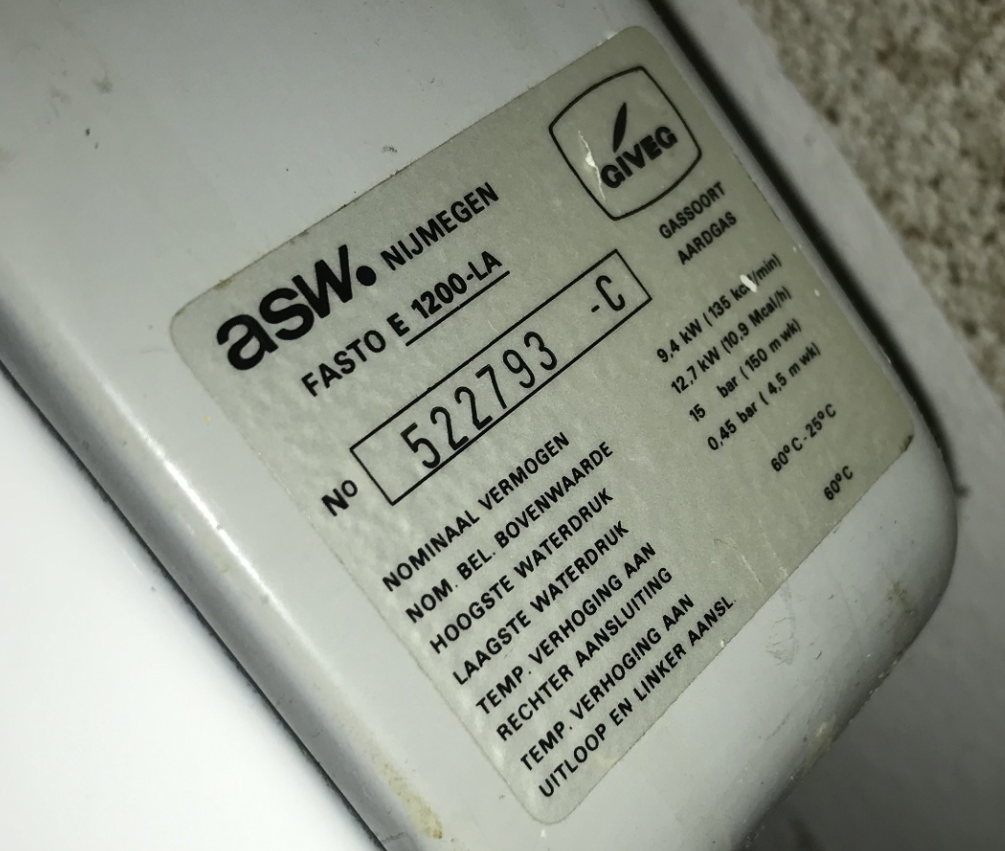 GIVEG
asw. NIJMEGEN
FASTO E 1200-LA
GASSOORT
AARDGAS
No 522793 -C
NOMINAAL VERMOGEN 9.4 kW (135 kcal/min)
NOM. BEL. BOVENWAARDE 12,7 kW (10,9 Mcal/h)
HOOGSTE WATERDRUK 15 bar (150 m wk)
LAAGSTE WATERDRUK 0,45 bar (4,5 m wk)
TEMP. VERHOGING AAN
RECHTER AANSLUITING 60°C-25°C
TEMP. VERHOGING AAN
UITLOOP EN LINKER AANSL. 60°C